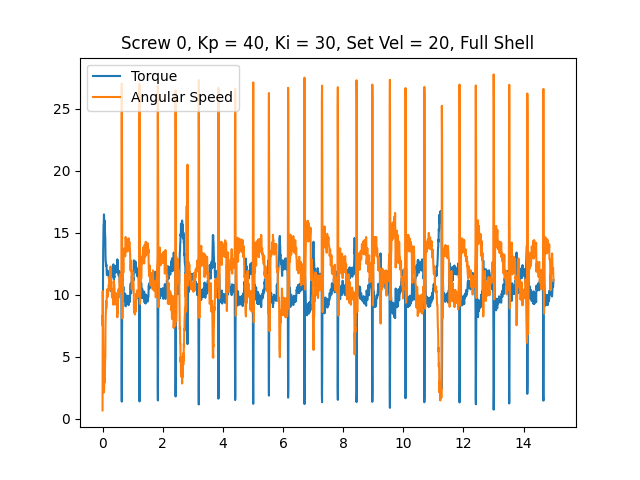 Screw 0, Kp = 40, Ki = 30, Set Vel = 20, Full Shell
Torque
Angular Speed
25
20
15
10
5
0
0 2 4 6 8 10 12 14